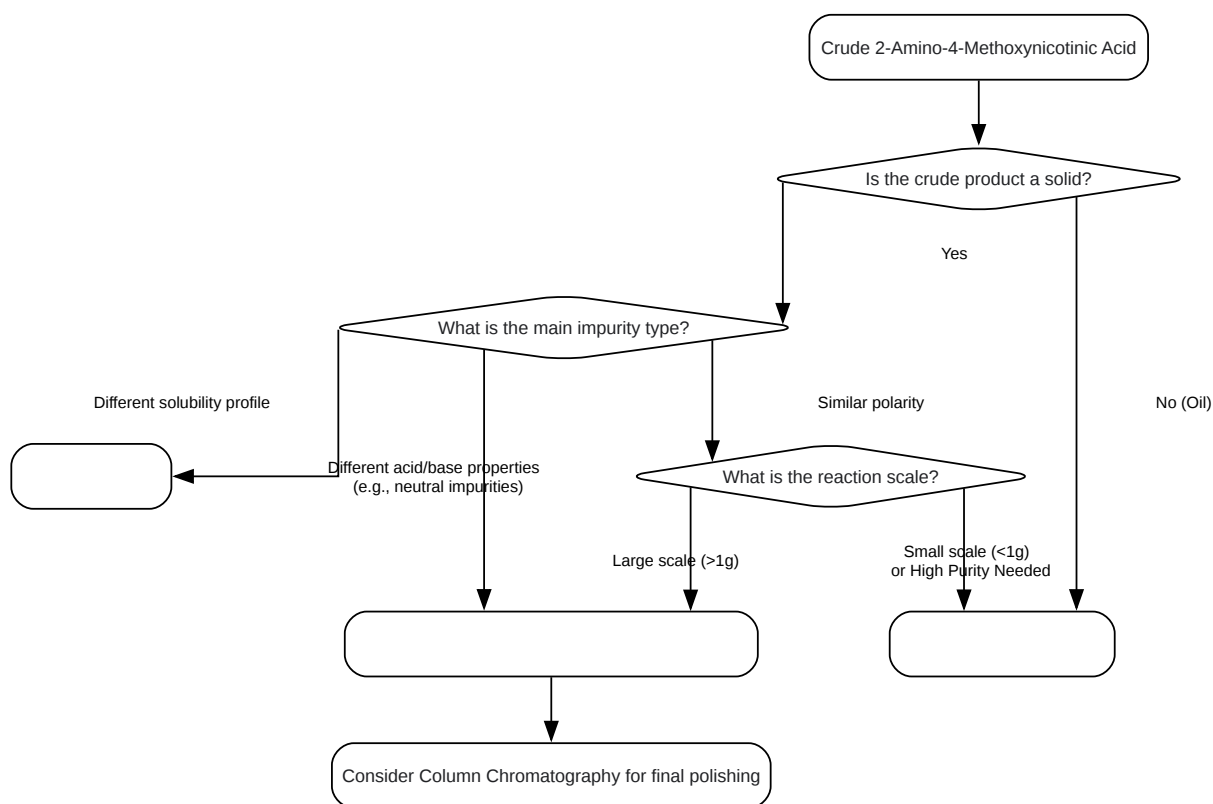 Crude 2-Amino-4-Methoxynicotinic Acid
Is the crude product a solid?
Yes
What is the main impurity type?
Different solubility profile
Similar polarity
No (Oil)
Different acid/base properties
(e.g., neutral impurities)
What is the reaction scale?
Large scale (>1g)
Small scale (<1g)
or High Purity Needed
Consider Column Chromatography for final polishing